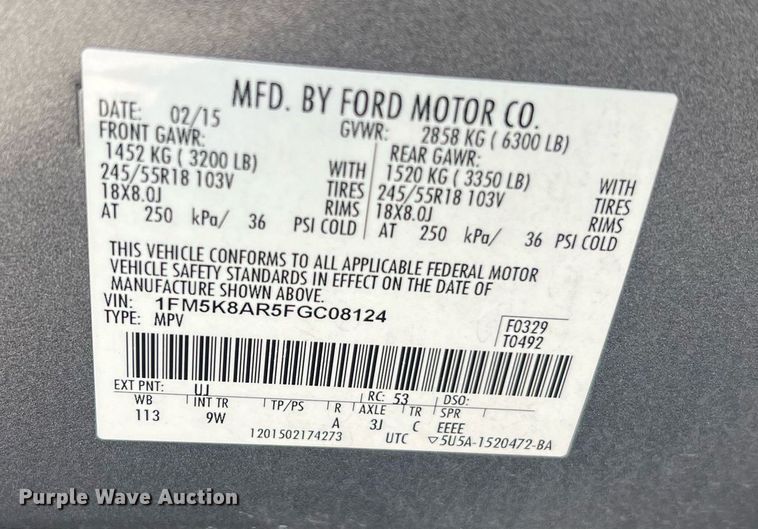 MFD. BY FORD MOTOR CO.
DATE: 02/15 GVWR: 2858 KG ( 6300 LB)
FRONT GAWR: REAR GAWR:
1452 KG ( 3200 LB) WITH 1520 KG ( 3350 LB) WITH
245/55R18 103V TIRES 245/55R18 103V TIRES
18X8.0J RIMS 18X8.0J RIMS
AT 250 kPa/ 36 PSI COLD AT 250 kPa/ 36 PSI COLD
THIS VEHICLE CONFORMS TO ALL APPLICABLE FEDERAL MOTOR
VEHICLE SAFETY STANDARDS IN EFFECT ON THE DATE OF
MANUFACTURE SHOWN ABOVE.
VIN: 1FM5K8AR5FGC08124
TYPE: MPV
F0329
T0492
EXT PNT: UJ RC: 53 DSO:
WB INT TR TP/PS R AXLE TR SPR
113 9W A 3J C EEEE
1201502174273 UTC ▽5U5A-1520472-BA
Purple Wave Auction